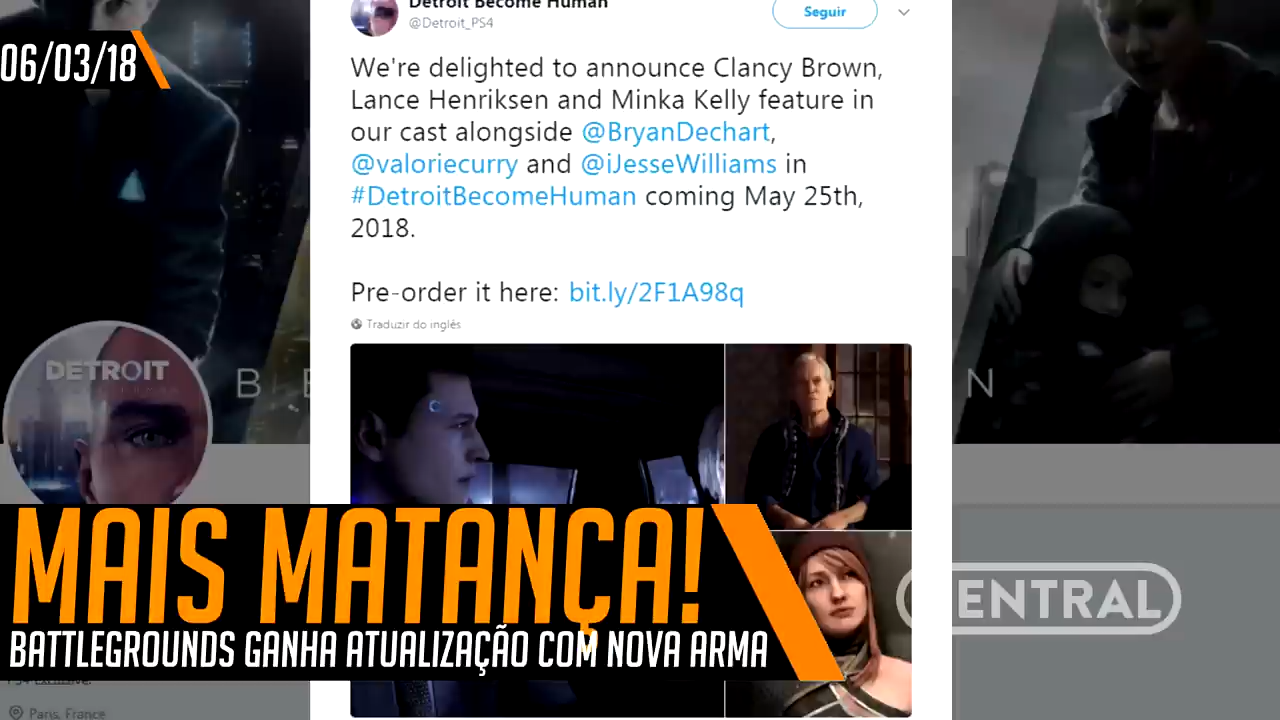 Detroit Become Human
@Detroit_PS4
Seguir
06/03/18
We're delighted to announce Clancy Brown,
Lance Henriksen and Minka Kelly feature in
our cast alongside @BryanDechart,
@valoriecurry and @iJesseWilliams in
#DetroitBecomeHuman coming May 25th,
2018.
Pre-order it here: bit.ly/2F1A98q
Traduzir do inglês
DETROIT
B E
N
MAIS MATANÇA!
BATTLEGROUNDS GANHA ATUALIZAÇÃO COM NOVA ARMA
ENTRAL
Paris, France